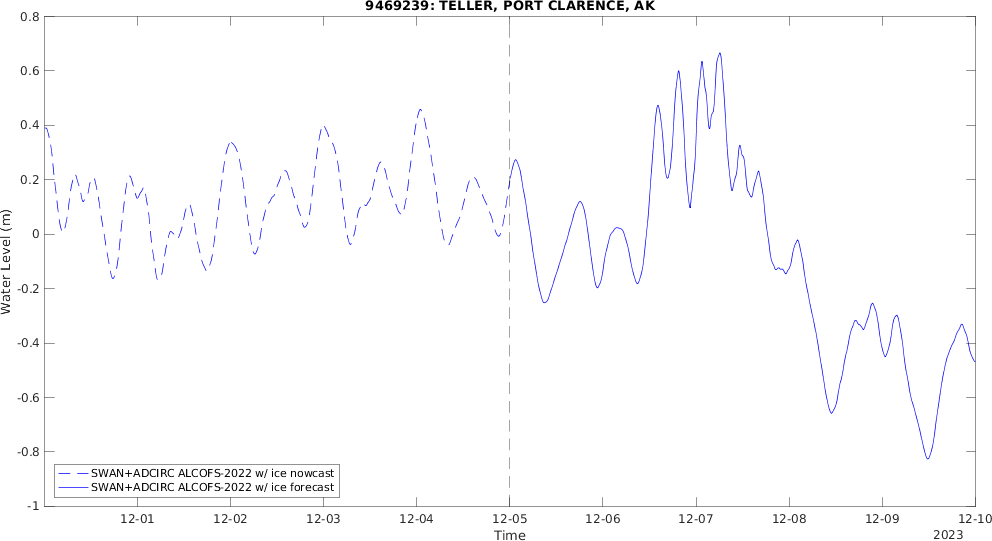 9469239: TELLER, PORT CLARENCE, AK
0.8
0.6
0.4
0.2
0
-0.2
-0.4
-0.6
-0.8
-1
Water Level (m)
SWAN+ADCIRC ALCOFS-2022 w/ ice nowcast
SWAN+ADCIRC ALCOFS-2022 w/ ice forecast
12-01 12-02 12-03 12-04 12-05 12-06 12-07 12-08 12-09 12-10
Time
2023